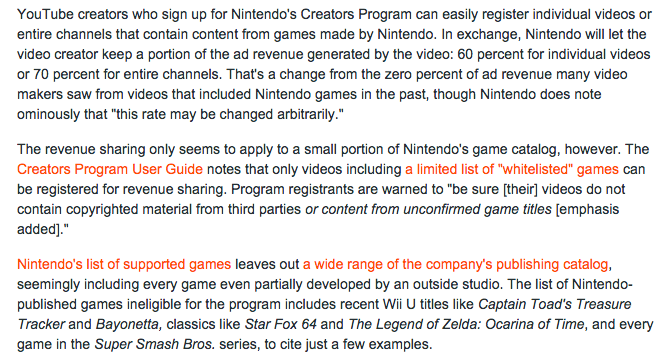 YouTube creators who sign up for Nintendo's Creators Program can easily register individual videos or
entire channels that contain content from games made by Nintendo. In exchange, Nintendo will let the
video creator keep a portion of the ad revenue generated by the video: 60 percent for individual videos
or 70 percent for entire channels. That's a change from the zero percent of ad revenue many video
makers saw from videos that included Nintendo games in the past, though Nintendo does note
ominously that "this rate may be changed arbitrarily."
The revenue sharing only seems to apply to a small portion of Nintendo's game catalog, however. The
Creators Program User Guide notes that only videos including a limited list of "whitelisted" games can
be registered for revenue sharing. Program registrants are warned to "be sure [their] videos do not
contain copyrighted material from third parties or content from unconfirmed game titles [emphasis
added]."
Nintendo's list of supported games leaves out a wide range of the company's publishing catalog,
seemingly including every game even partially developed by an outside studio. The list of Nintendo-
published games ineligible for the program includes recent Wii U titles like Captain Toad's Treasure
Tracker and Bayonetta, classics like Star Fox 64 and The Legend of Zelda: Ocarina of Time, and every
game in the Super Smash Bros. series, to cite just a few examples.